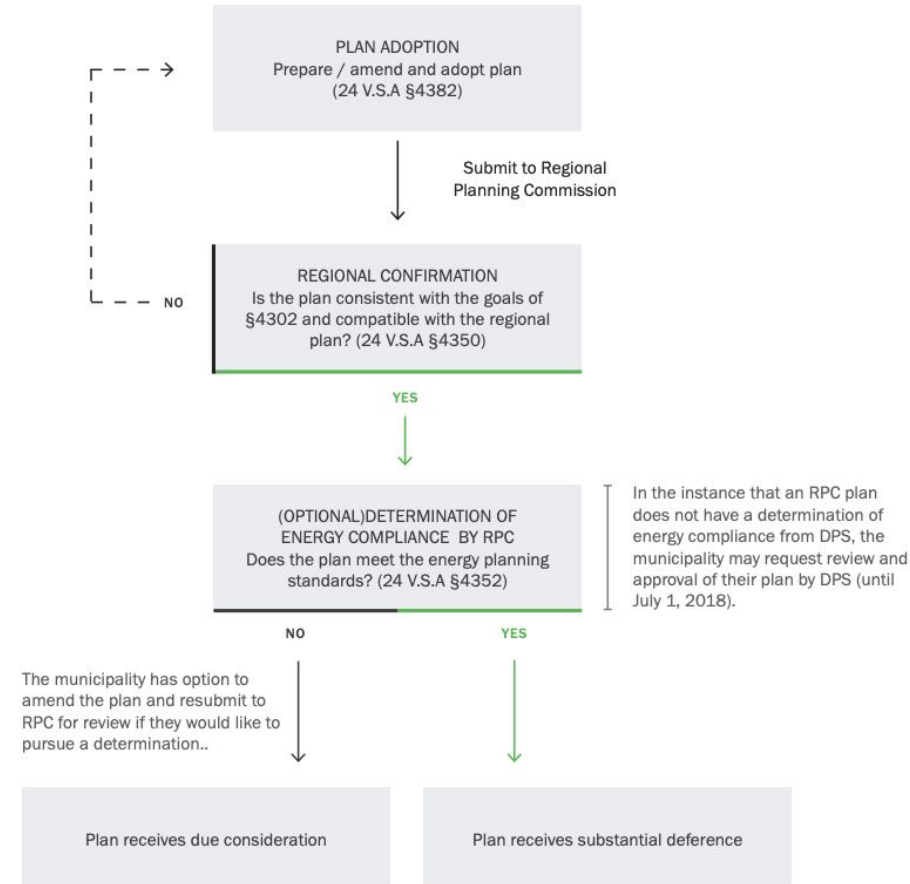 PLAN ADOPTION
Prepare / amend and adopt plan
(24 V.S.A §4382)
Submit to Regional
Planning Commission
REGIONAL CONFIRMATION
Is the plan consistent with the goals of
§4302 and compatible with the regional
plan? (24 V.S.A §4350)
NO
YES
(OPTIONAL)DETERMINATION OF
ENERGY COMPLIANCE BY RPC
Does the plan meet the energy planning
standards? (24 V.S.A §4352)
In the instance that an RPC plan
does not have a determination of
energy compliance from DPS, the
municipality may request review and
approval of their plan by DPS (until
July 1, 2018).
NO
YES
The municipality has option to
amend the plan and resubmit to
RPC for review if they would like to
pursue a determination..
Plan receives due consideration
Plan receives substantial deference